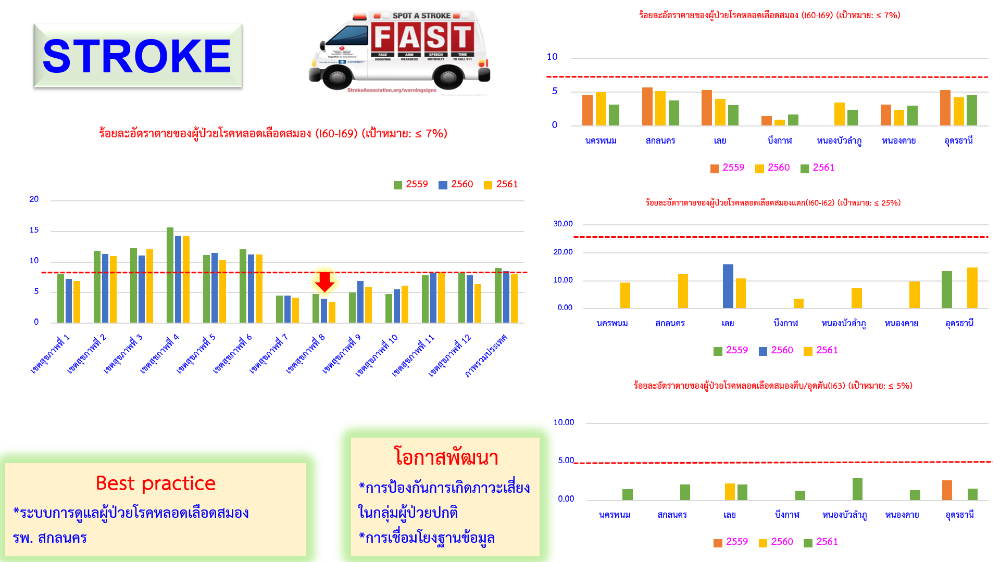 STROKE
SPOT A STROKE
FAST
FACE ARM SPEECH TIME
DROOPING WEAKNESS DIFFICULTY TO CALL 911
American Heart Association American Stroke Association
Together to End Stroke
COVIDIEN
StrokeAssociation.org/warningsigns
ร้อยละอัตราตายของผู้ป่วยโรคหลอดเลือดสมอง (I60-I69) (เป้าหมาย: ≤ 7%)
2559 2560 2561
20
15
10
5
0
เขตสุขภาพที่ 1
เขตสุขภาพที่ 2
เขตสุขภาพที่ 3
เขตสุขภาพที่ 4
เขตสุขภาพที่ 5
เขตสุขภาพที่ 6
เขตสุขภาพที่ 7
เขตสุขภาพที่ 8
เขตสุขภาพที่ 9
เขตสุขภาพที่ 10
เขตสุขภาพที่ 11
เขตสุขภาพที่ 12
ภาพรวมประเทศ
Best practice
*ระบบการดูแลผู้ป่วยโรคหลอดเลือดสมอง
รพ. สกลนคร
โอกาสพัฒนา
*การป้องกันการเกิดภาวะเสี่ยง
ในกลุ่มผู้ป่วยปกติ
*การเชื่อมโยงฐานข้อมูล
ร้อยละอัตราตายของผู้ป่วยโรคหลอดเลือดสมอง (I60-I69) (เป้าหมาย: ≤ 7%)
10
5
0
นครพนม สกลนคร เลย บึงกาฬ หนองบัวลำภู หนองคาย อุดรธานี
2559 2560 2561
ร้อยละอัตราตายของผู้ป่วยโรคหลอดเลือดสมองแตก(I60-I62) (เป้าหมาย: ≤ 25%)
30.00
20.00
10.00
0.00
นครพนม สกลนคร เลย บึงกาฬ หนองบัวลำภู หนองคาย อุดรธานี
2559 2560 2561
ร้อยละอัตราตายของผู้ป่วยโรคหลอดเลือดสมองตีบ/อุดตัน(I63) (เป้าหมาย: ≤ 5%)
10.00
5.00
0.00
นครพนม สกลนคร เลย บึงกาฬ หนองบัวลำภู หนองคาย อุดรธานี
2559 2560 2561